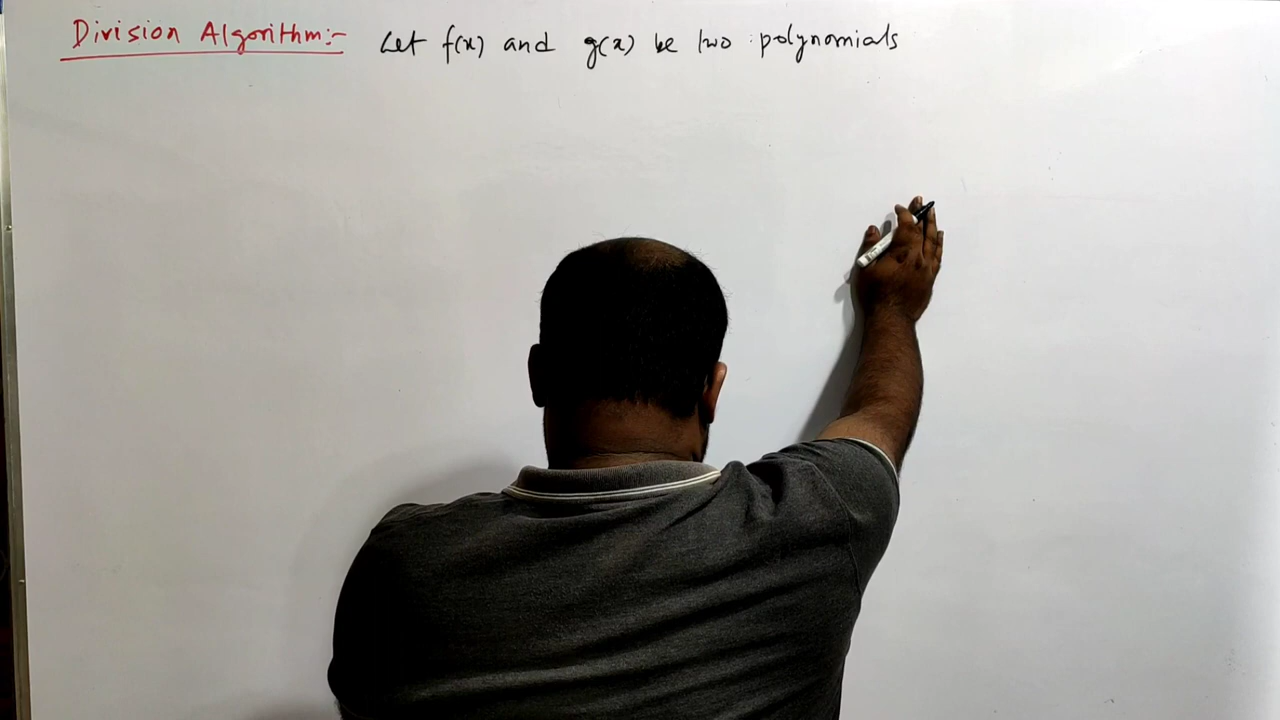 Division Algorithm:- Let f(x) and g(x) be two polynomials